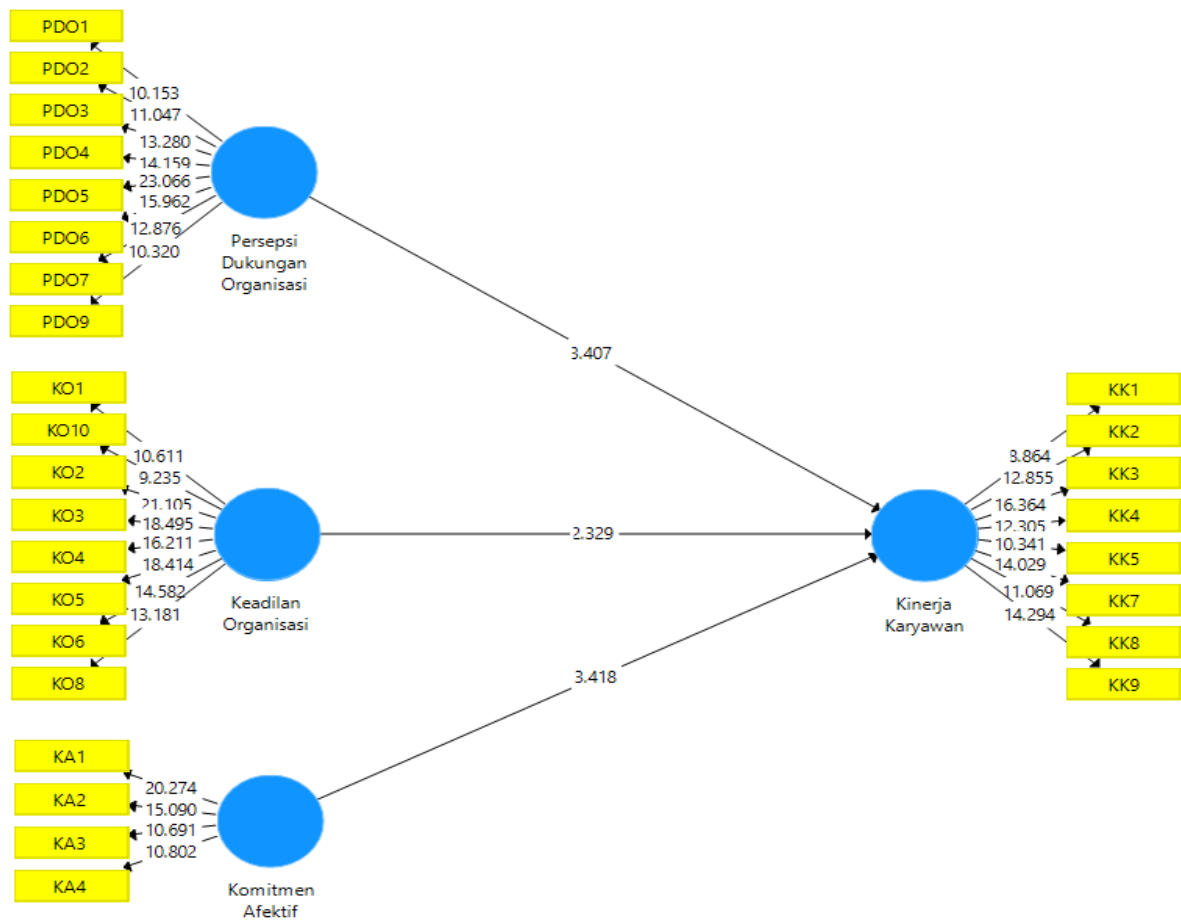 PDO1
PDO2
PDO3
PDO4
PDO5
PDO6
PDO7
PDO9
10.153
11.047
13.280
14.159
23.066
15.962
12.876
10.320
Persepsi
Dukungan
Organisasi
3.407
KO1
KO10
KO2
KO3
KO4
KO5
KO6
KO8
10.611
9.235
21.105
18.495
16.211
18.414
14.582
13.181
Keadilan
Organisasi
2.329
KA1
KA2
KA3
KA4
20.274
15.090
10.691
10.802
Komitmen
Afektif
3.418
Kinerja
Karyawan
12.855
16.364
12.305
10.341
14.029
11.069
14.294
KK1
KK2
KK3
KK4
KK5
KK7
KK8
KK9